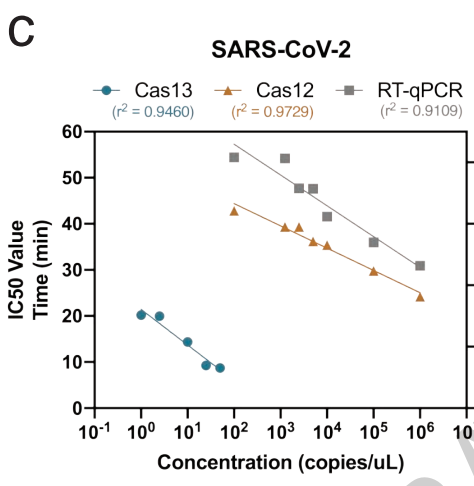 C
SARS-CoV-2
Cas13 Cas12 RT-qPCR
(r² = 0.9460) (r² = 0.9729) (r² = 0.9109)
60
50
40
30
20
10
0
IC50 Value
Time (min)
10⁻¹ 10⁰ 10¹ 10² 10³ 10⁴ 10⁵ 10⁶
Concentration (copies/uL)